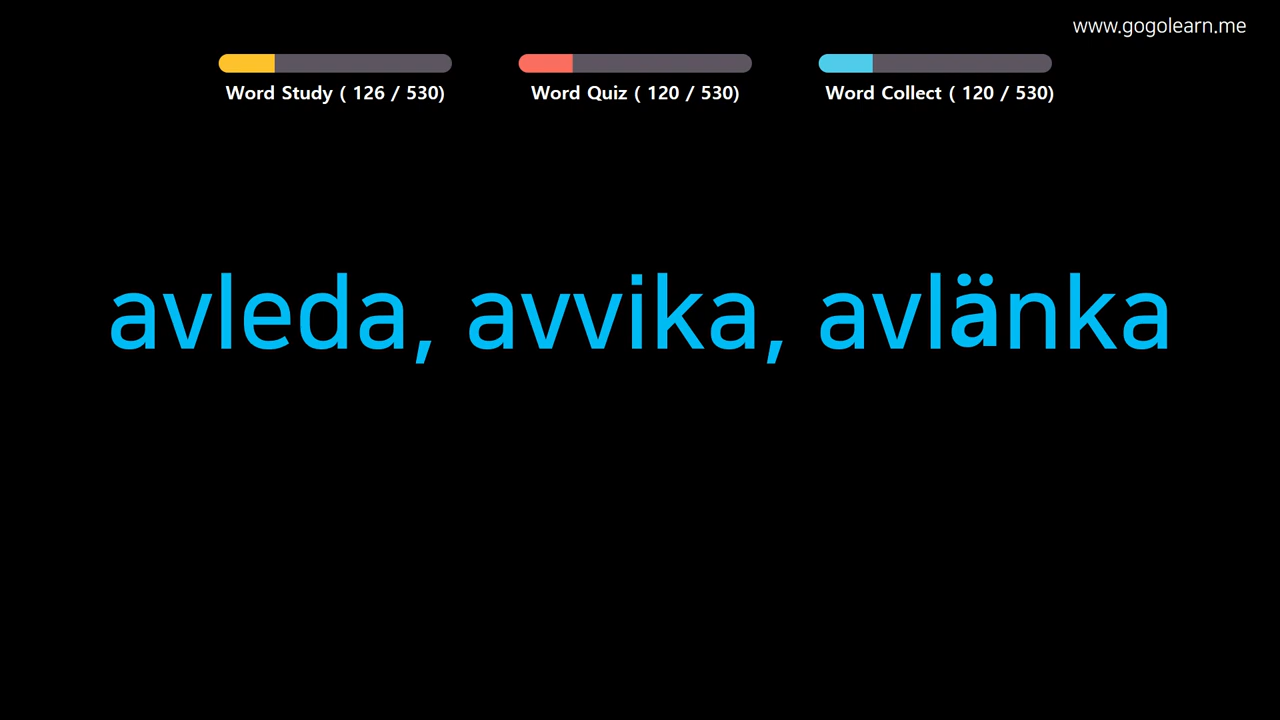 www.gogolearn.me
Word Study ( 126 / 530)
Word Quiz ( 120 / 530)
Word Collect ( 120 / 530)
avleda, avvika, avlänka